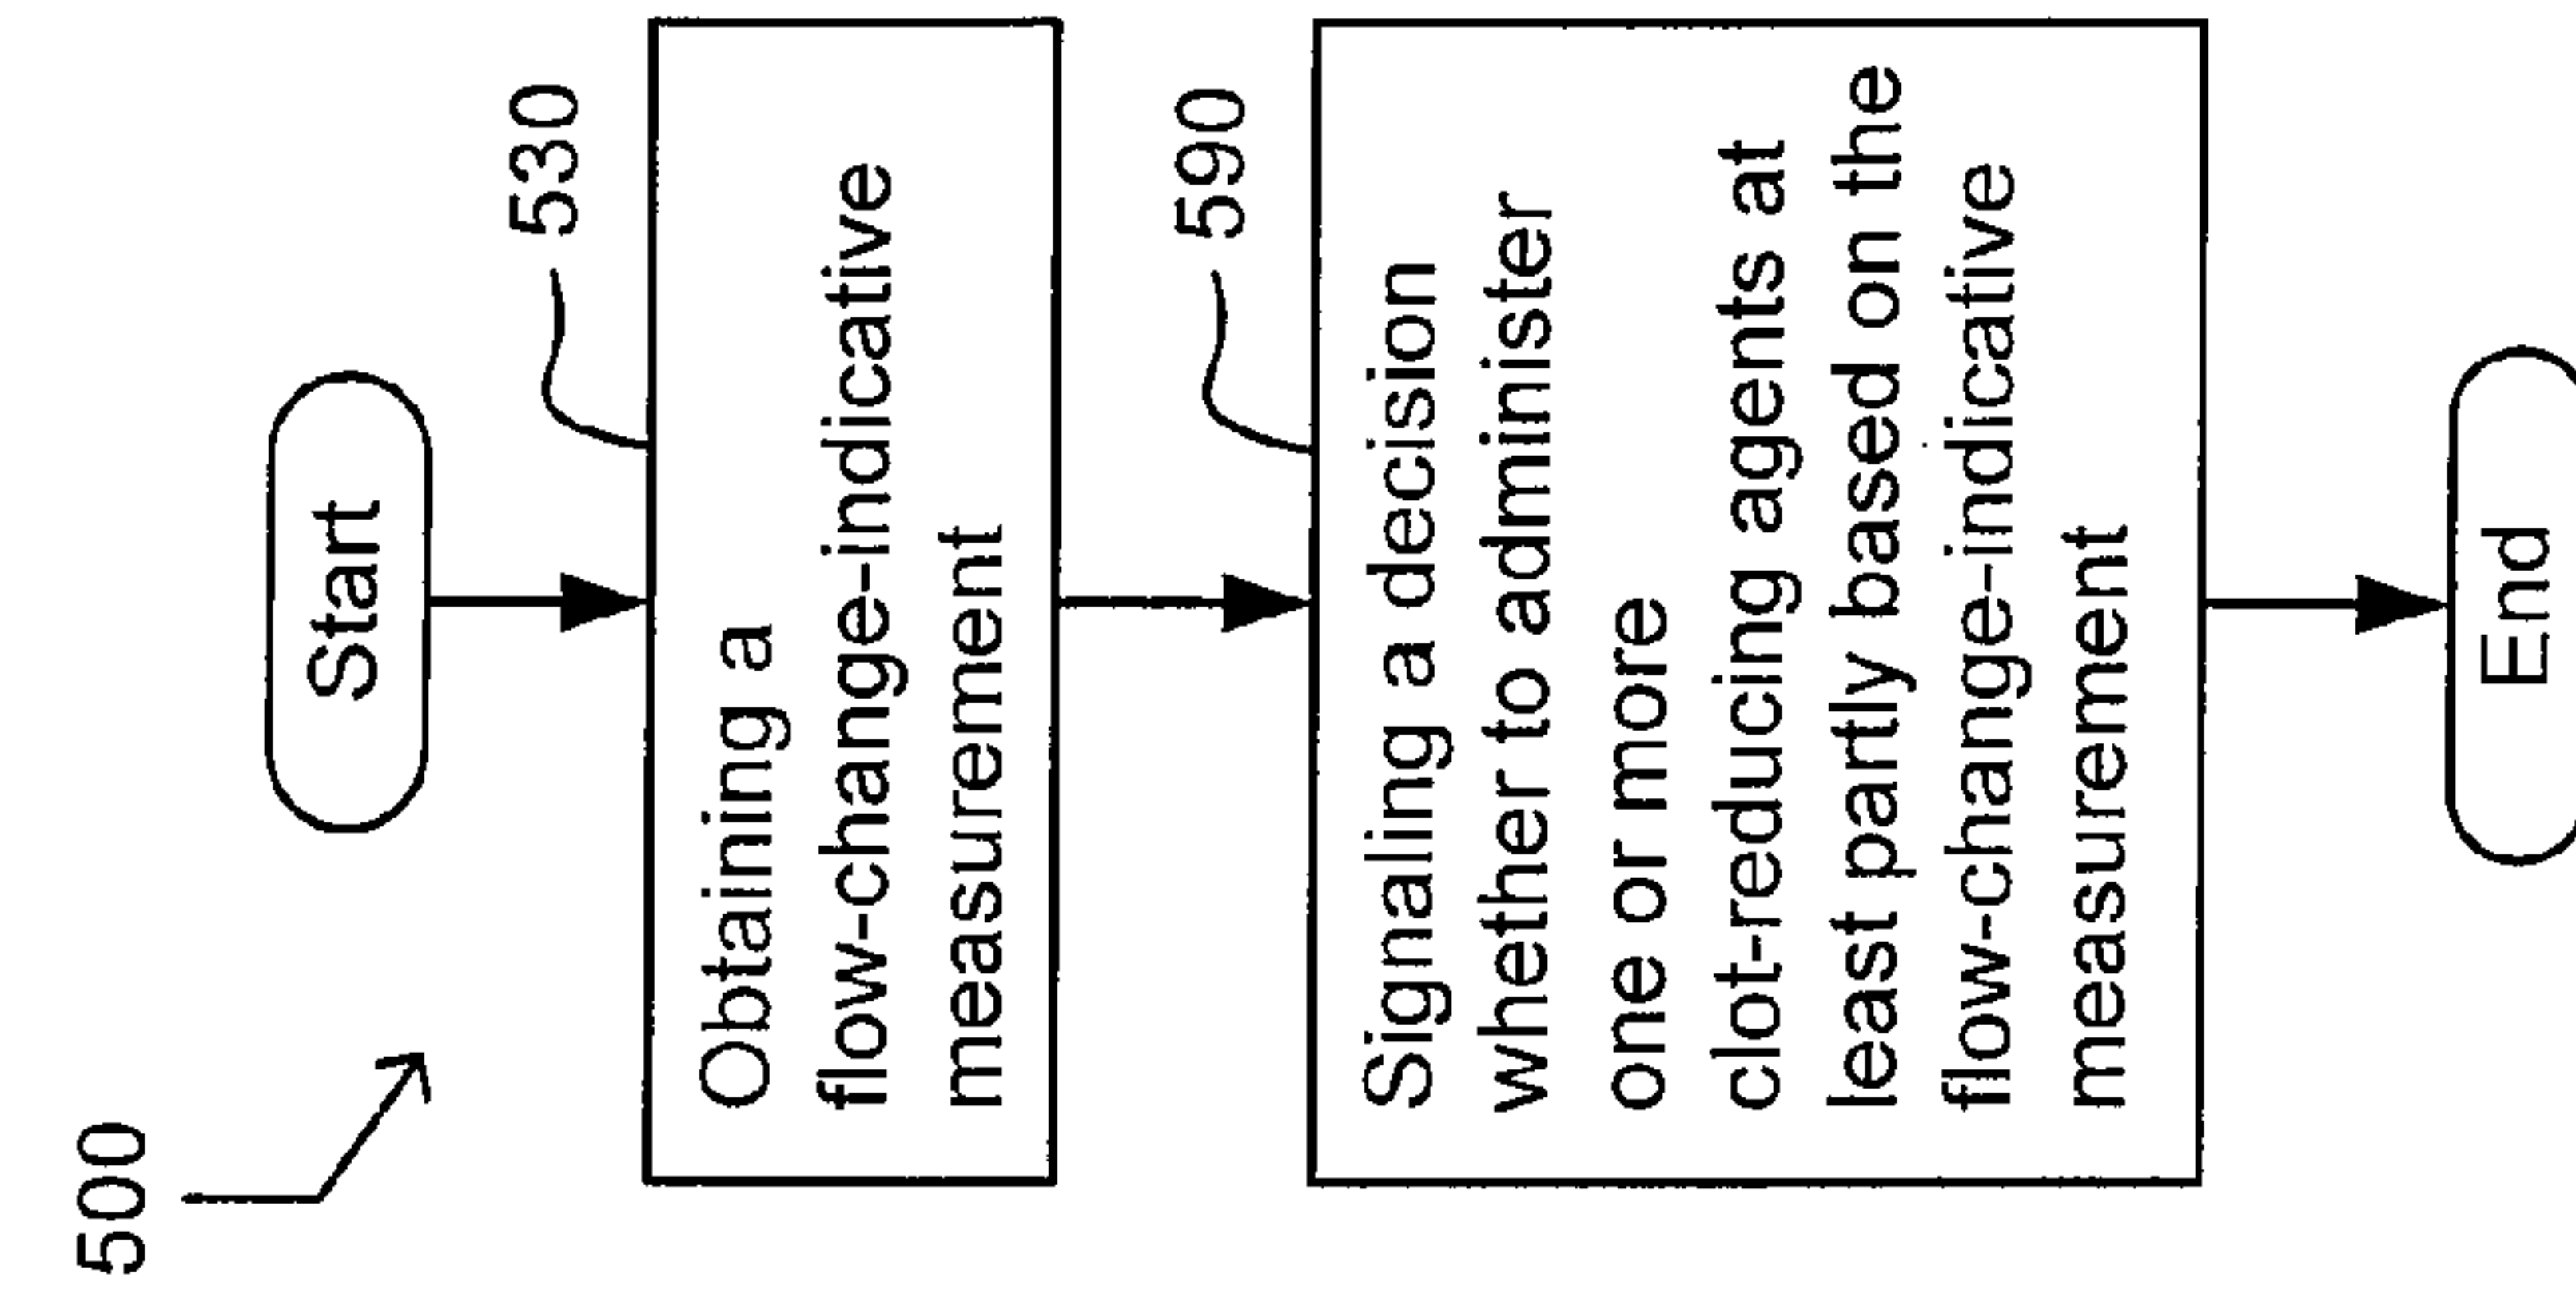 500
Start
530
Obtaining a
flow-change-indicative
measurement
590
Signaling a decision
whether to administer
one or more
clot-reducing agents at
least partly based on the
flow-change-indicative
measurement
End